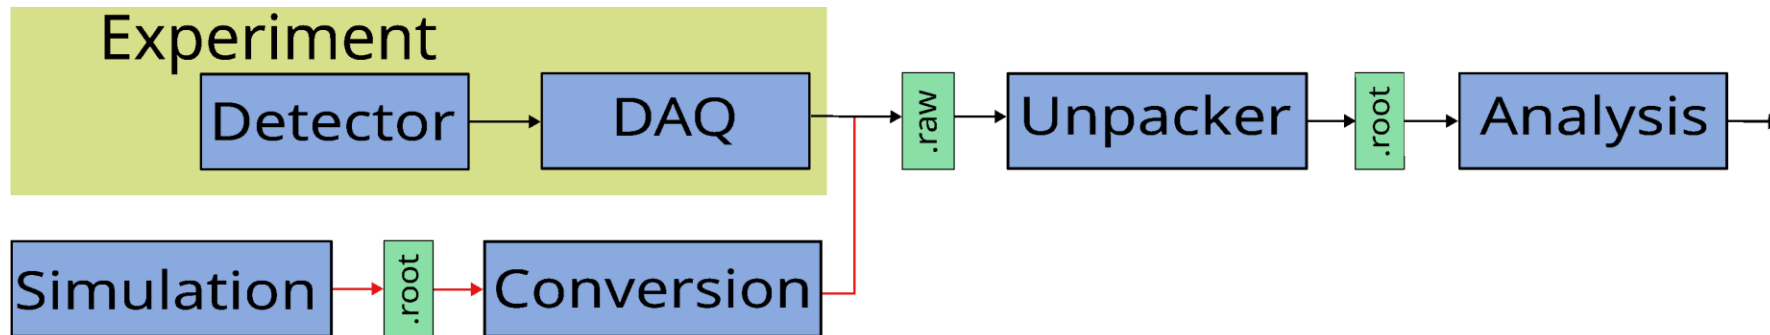 Experiment
Detector
DAQ
.raw
Unpacker
.root
Analysis
Simulation
.root
Conversion